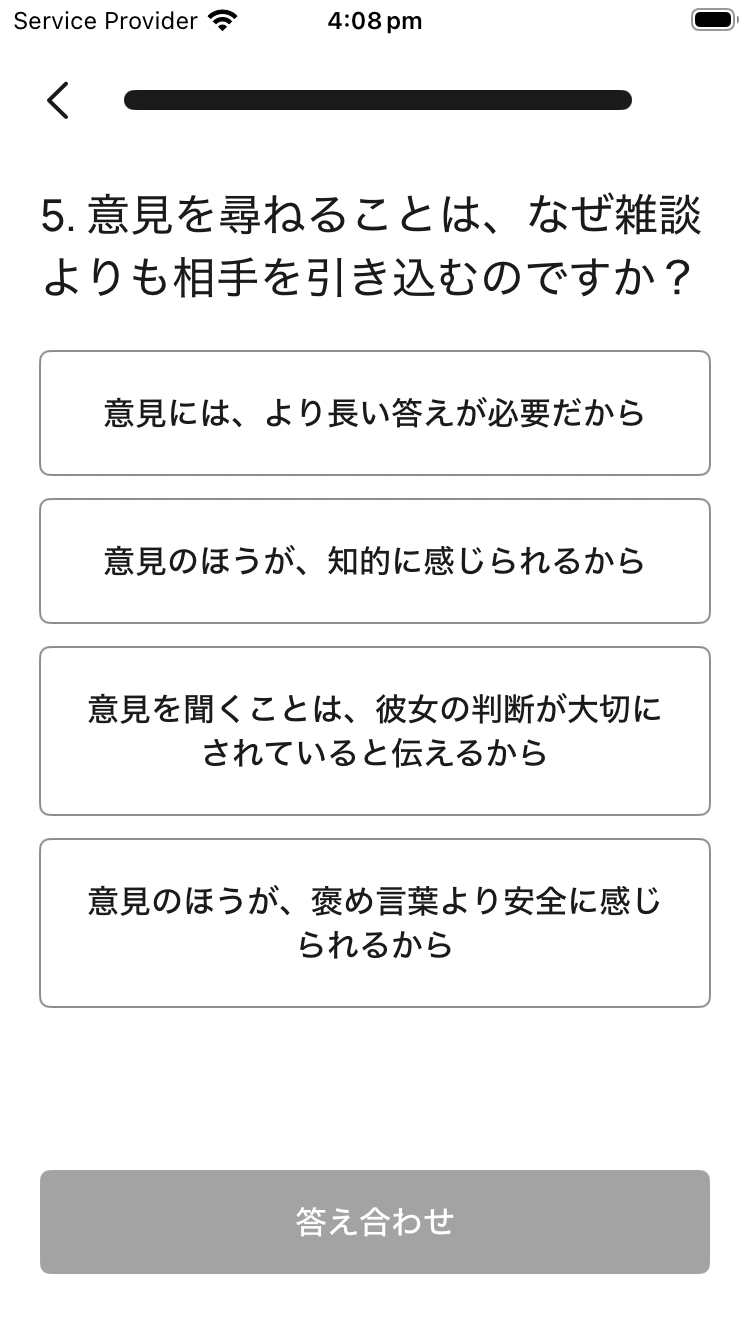 Service Provider 4:08 pm
5. 意見を尋ねることは、なぜ雑談
よりも相手を引き込むのですか？
意見には、より長い答えが必要だから
意見のほうが、知的に感じられるから
意見を聞くことは、彼女の判断が大切に
されていると伝えるから
意見のほうが、褒め言葉より安全に感じ
られるから
答え合わせ